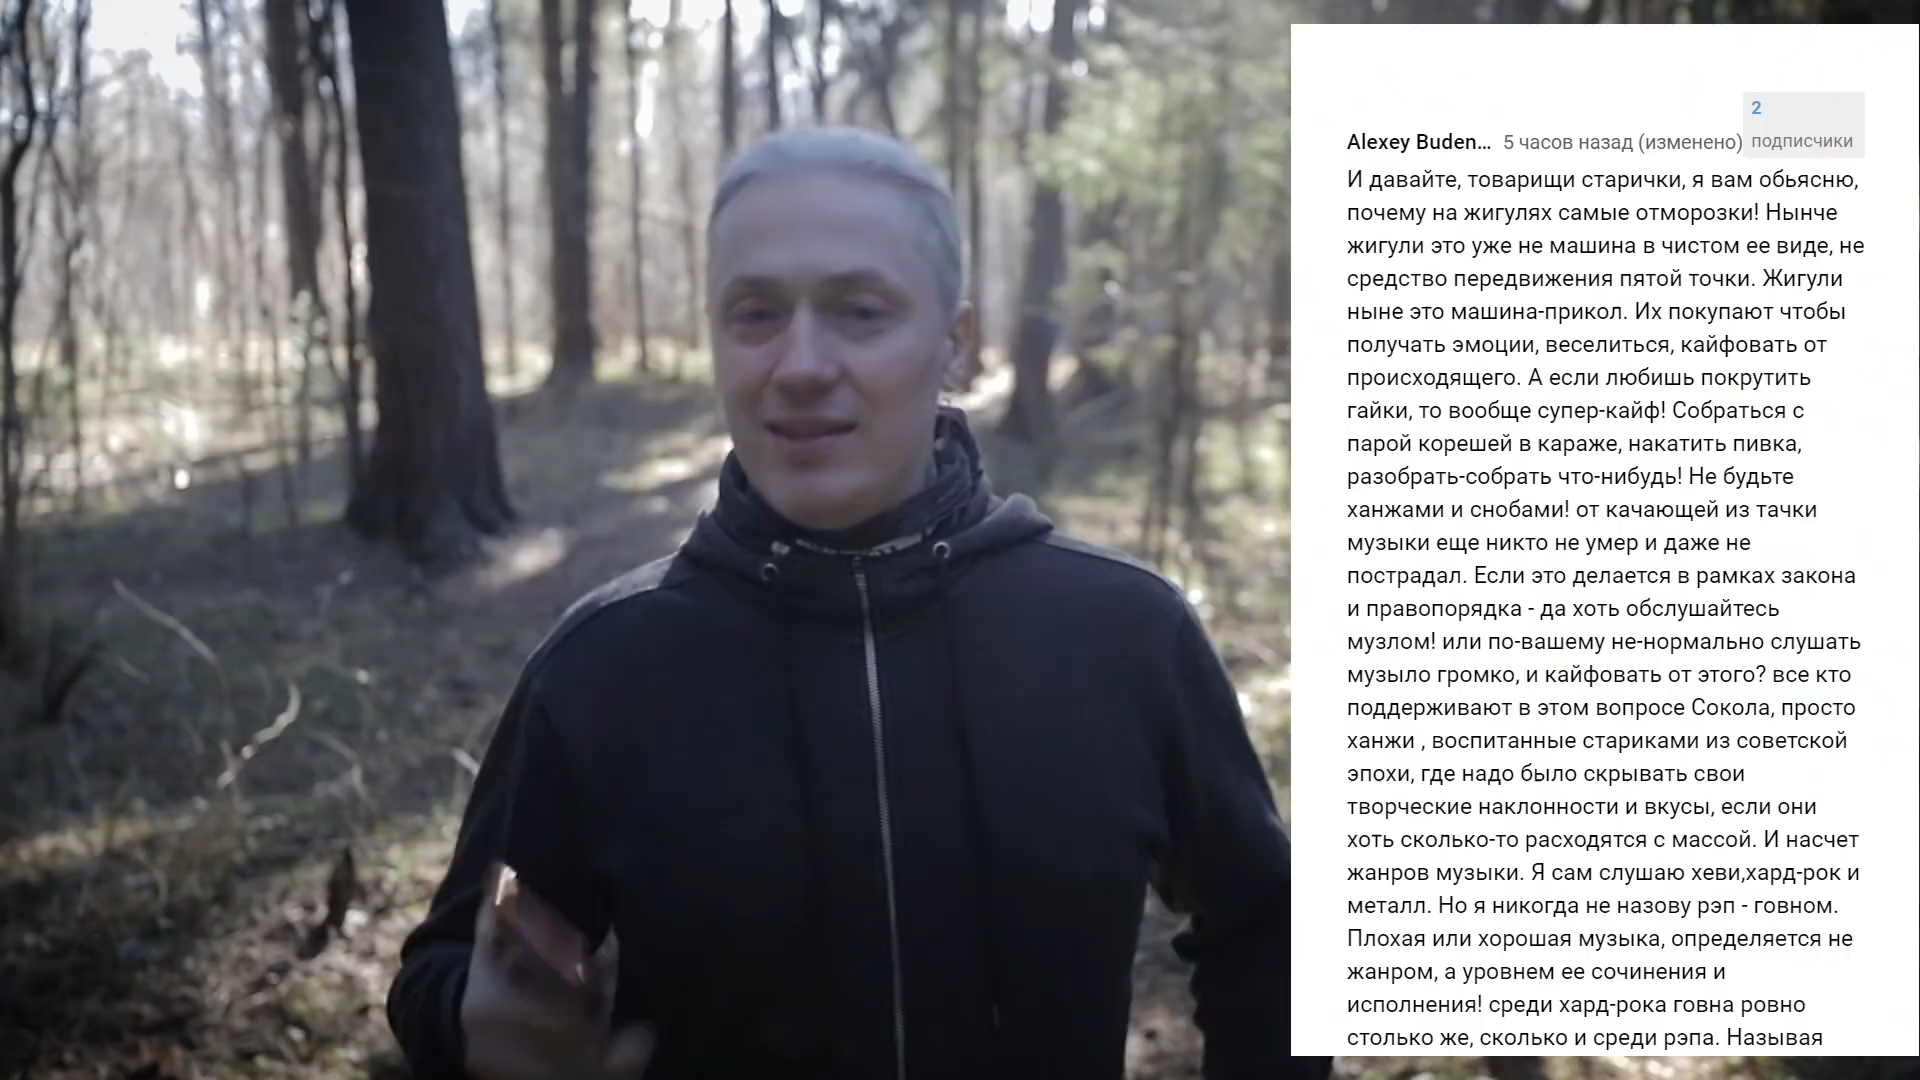 2
Alexey Buden... 5 часов назад (изменено) подписчики
И давайте, товарищи старички, я вам обьясню,
почему на жигулях самые отморозки! Нынче
жигули это уже не машина в чистом ее виде, не
средство передвижения пятой точки. Жигули
ныне это машина-прикол. Их покупают чтобы
получать эмоции, веселиться, кайфовать от
происходящего. А если любишь покрутить
гайки, то вообще супер-кайф! Собраться с
парой корешей в караже, накатить пивка,
разобрать-собрать что-нибудь! Не будьте
ханжами и снобами! от качающей из тачки
музыки еще никто не умер и даже не
пострадал. Если это делается в рамках закона
и правопорядка - да хоть обслушайтесь
музлом! или по-вашему не-нормально слушать
музыло громко, и кайфовать от этого? все кто
поддерживают в этом вопросе Сокола, просто
ханжи , воспитанные стариками из советской
эпохи, где надо было скрывать свои
творческие наклонности и вкусы, если они
хоть сколько-то расходятся с массой. И насчет
жанров музыки. Я сам слушаю хеви,хард-рок и
металл. Но я никогда не назову рэп - говном.
Плохая или хорошая музыка, определяется не
жанром, а уровнем ее сочинения и
исполнения! среди хард-рока говна ровно
столько же, сколько и среди рэпа. Называя